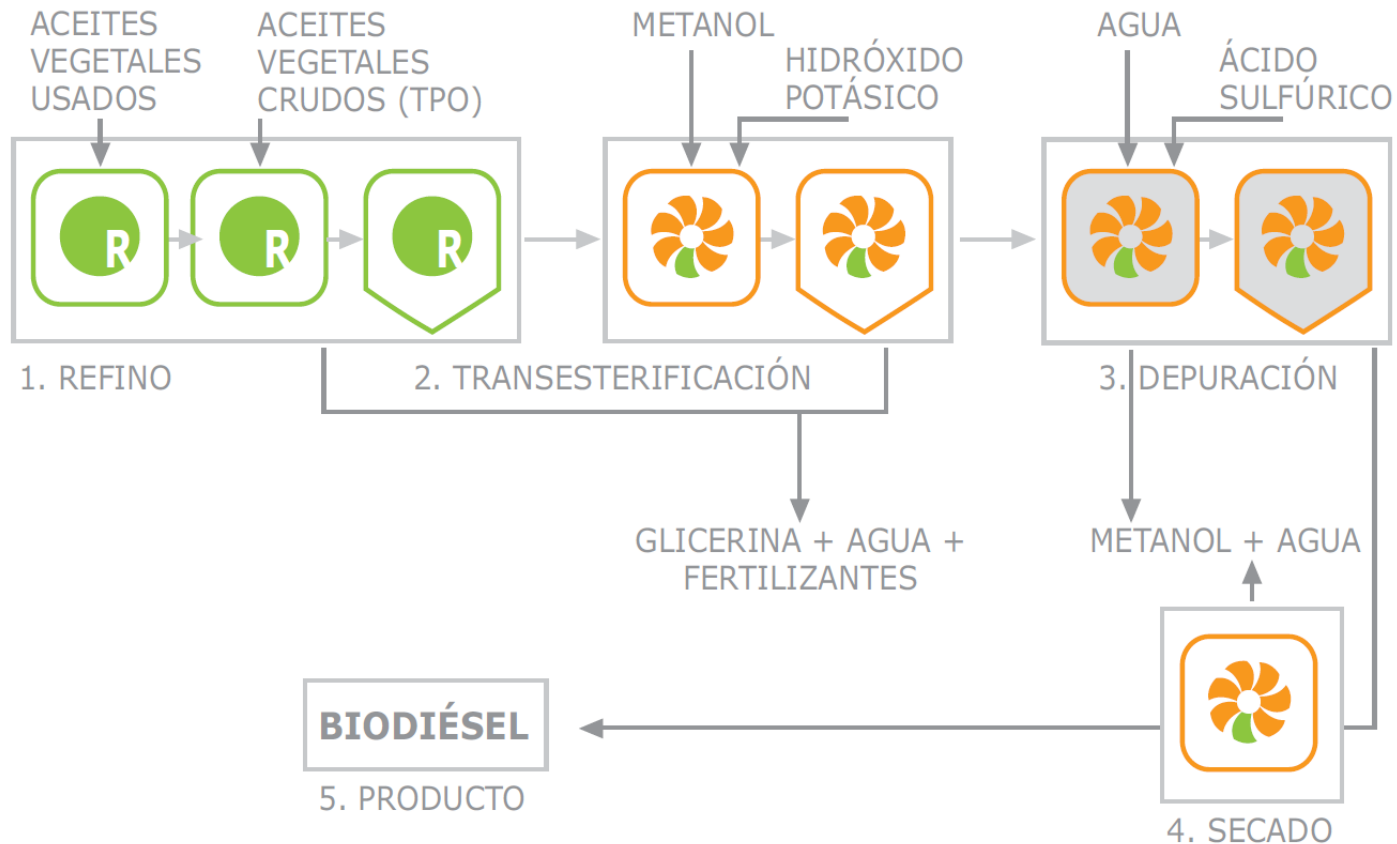 ACEITES
VEGETALES
USADOS
ACEITES
VEGETALES
CRUDOS (TPO)
METANOL
HIDRÓXIDO
POTÁSICO
AGUA
ÁCIDO
SULFÚRICO
R
R
R
1. REFINO
2. TRANSESTERIFICACIÓN
3. DEPURACIÓN
GLICERINA + AGUA +
FERTILIZANTES
METANOL + AGUA
BIODIÉSEL
5. PRODUCTO
4. SECADO